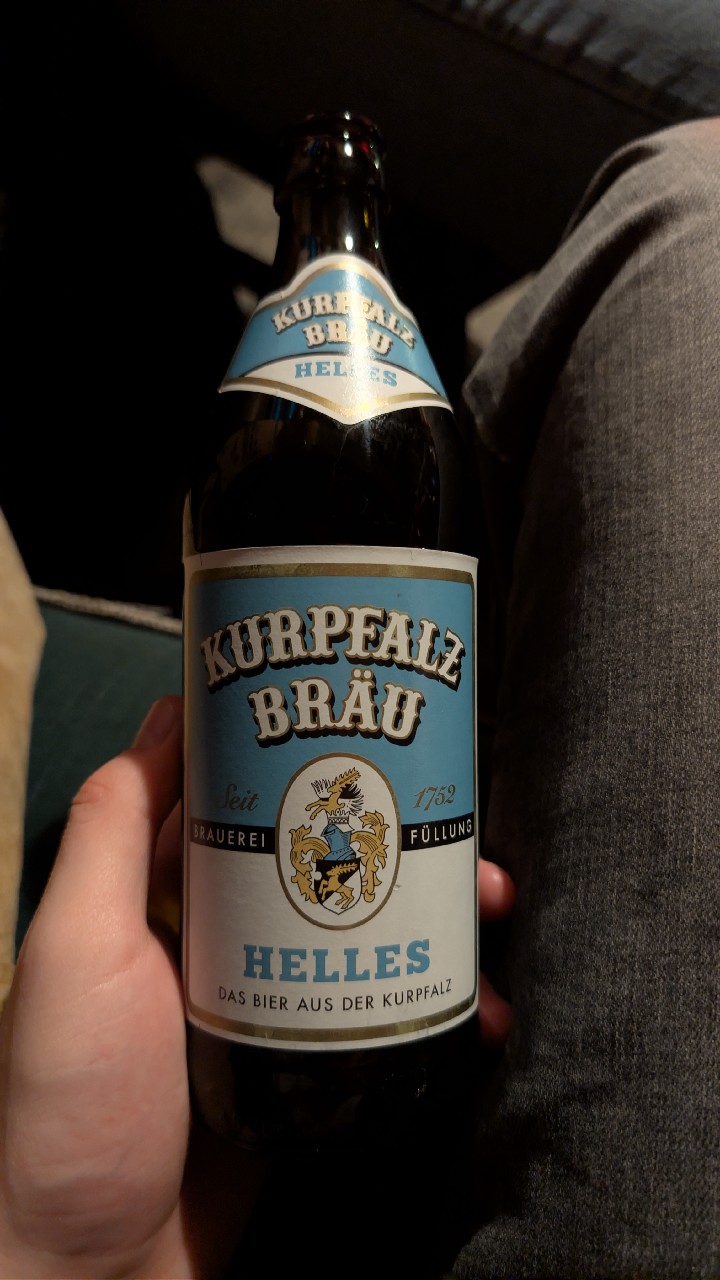 KURPFALZ
BRÄU
HELLES
KURPFALZ
BRÄU
Seit 1752
BRAUEREI FÜLLUNG
HELLES
DAS BIER AUS DER KURPFALZ